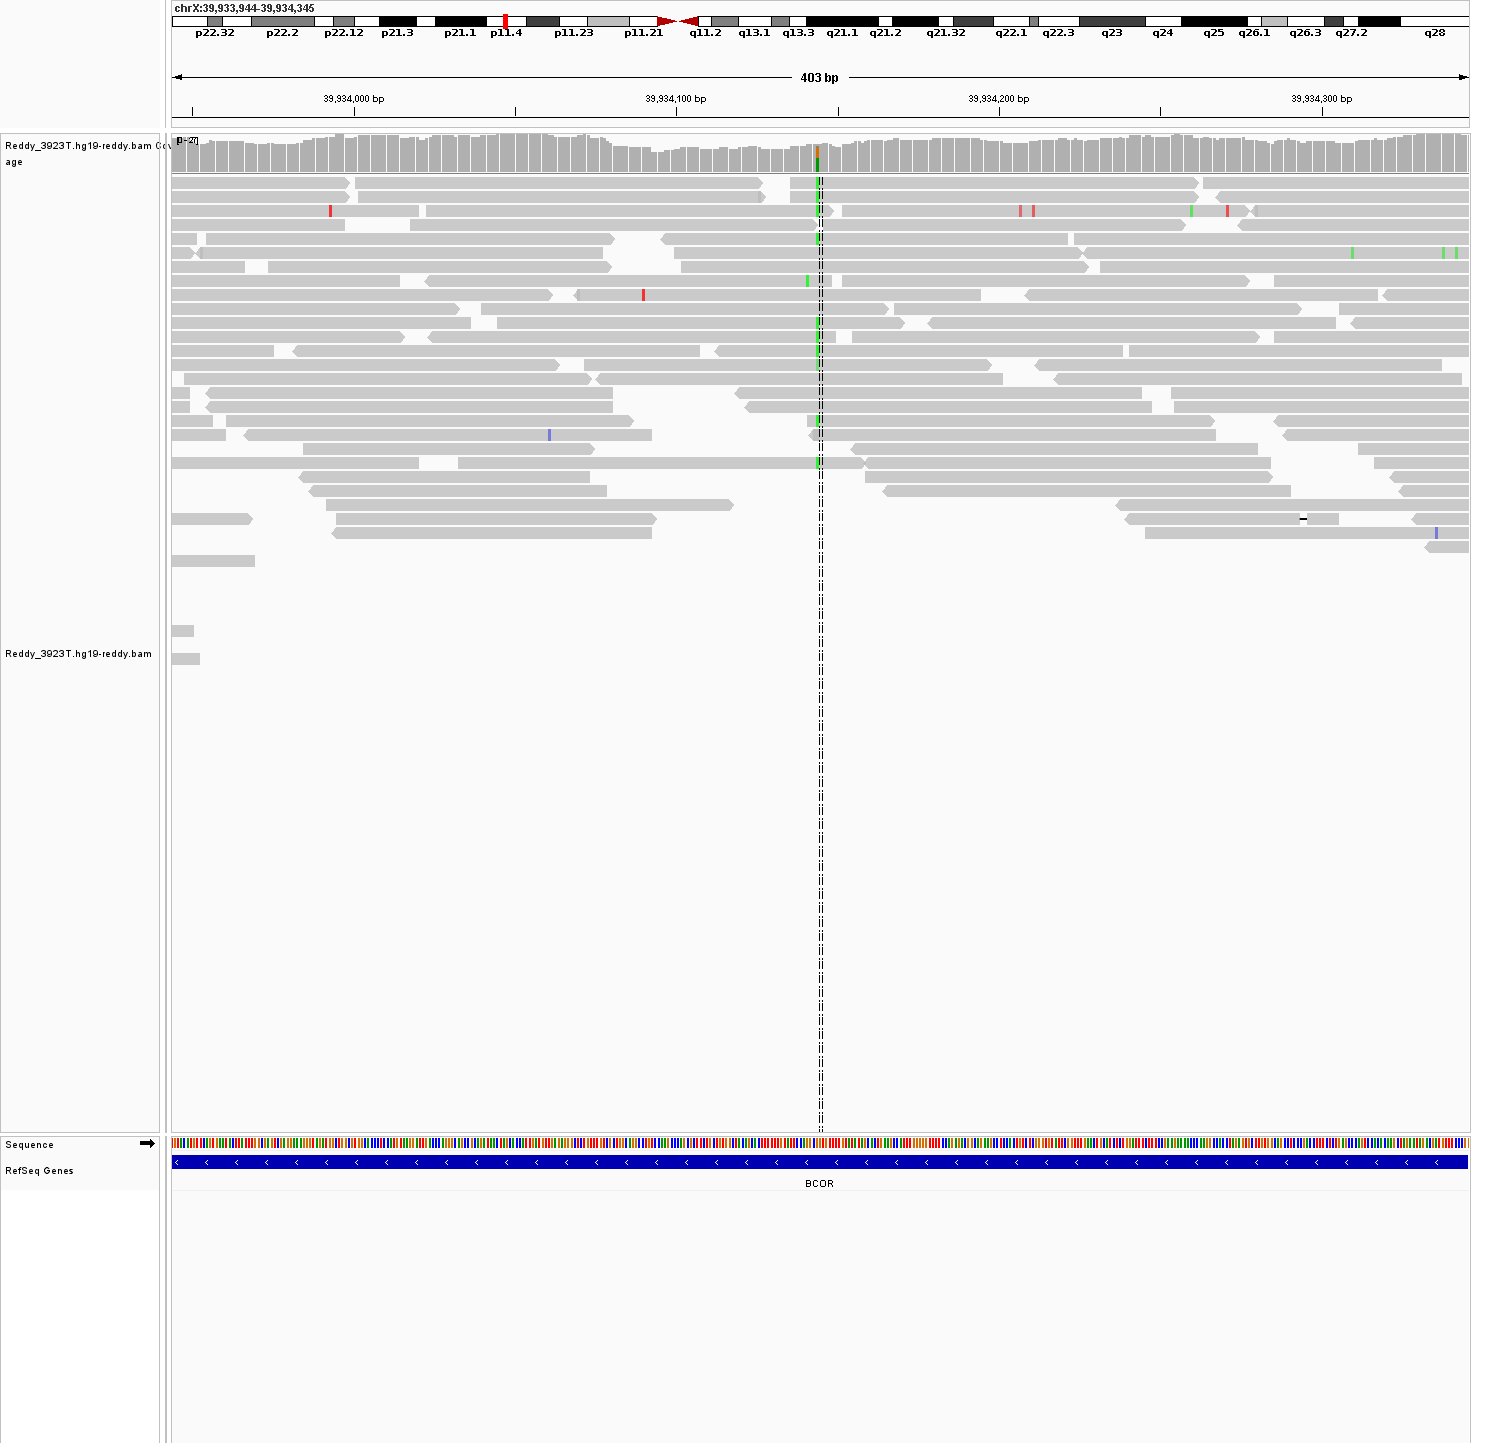 chrX:39,933,944-39,934,345
p22.32 p22.2 p22.12 p21.3 p21.1 p11.4 p11.23 p11.21 q11.2 q13.1 q13.3 q21.1 q21.2 q21.32 q22.1 q22.3 q23 q24 q25 q26.1 q26.3 q27.2 q28
403 bp
39,934,000 bp 39,934,100 bp 39,934,200 bp 39,934,300 bp
Reddy_3923T.hg19-reddy.bam Cov
age
[0 - 27]
Reddy_3923T.hg19-reddy.bam
Sequence
RefSeq Genes
BCOR